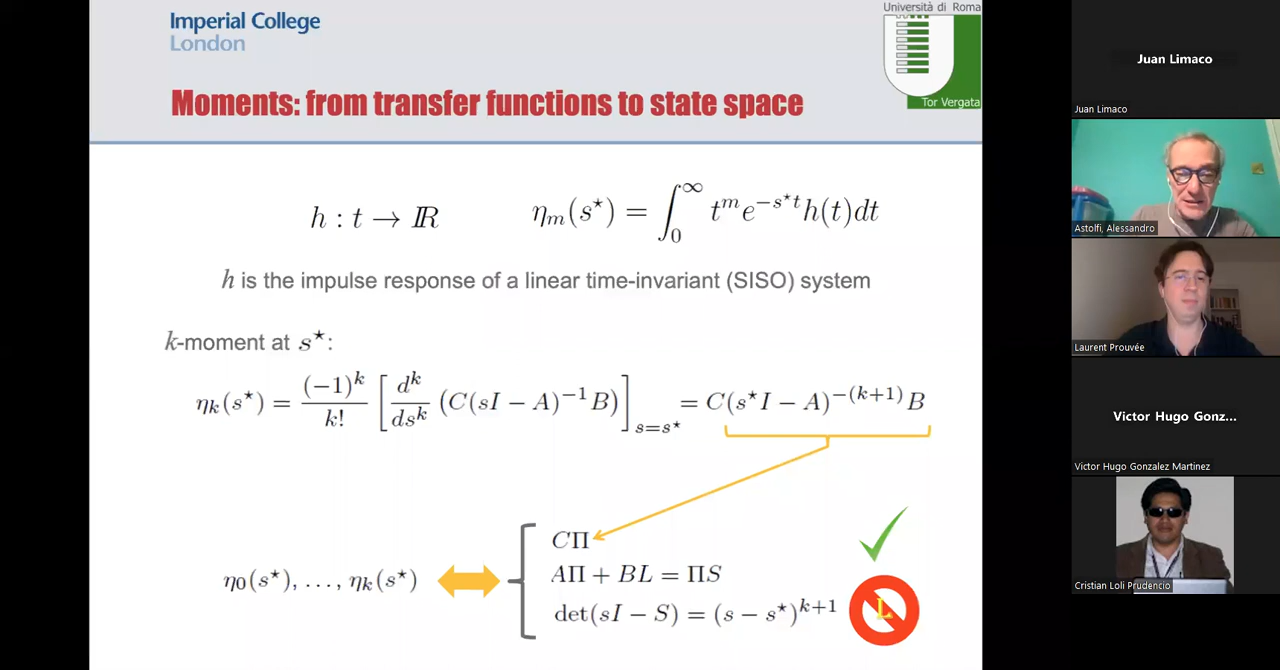 Imperial College
London
Università di Roma
Tor Vergata
Moments: from transfer functions to state space
h : t → ℝ
η_m(s⋆) = ∫_0^∞ t^m e^{-s⋆t} h(t)dt
h is the impulse response of a linear time-invariant (SISO) system
k-moment at s⋆:
η_k(s⋆) = (-1)^k / k! [ d^k / ds^k (C(sI − A)^{-1} B) ]_{s=s⋆} = C(s⋆I − A)^{-(k+1)} B
CΠ
η_0(s⋆), . . . , η_k(s⋆)
AΠ + BL = ΠS
det(sI − S) = (s − s⋆)^{k+1}
L
Juan Limaco
Juan Limaco
Astolfi, Alessandro
Laurent Prouvée
Victor Hugo Gonz...
Victor Hugo Gonzalez Martinez
Cristian Loli Prudencio